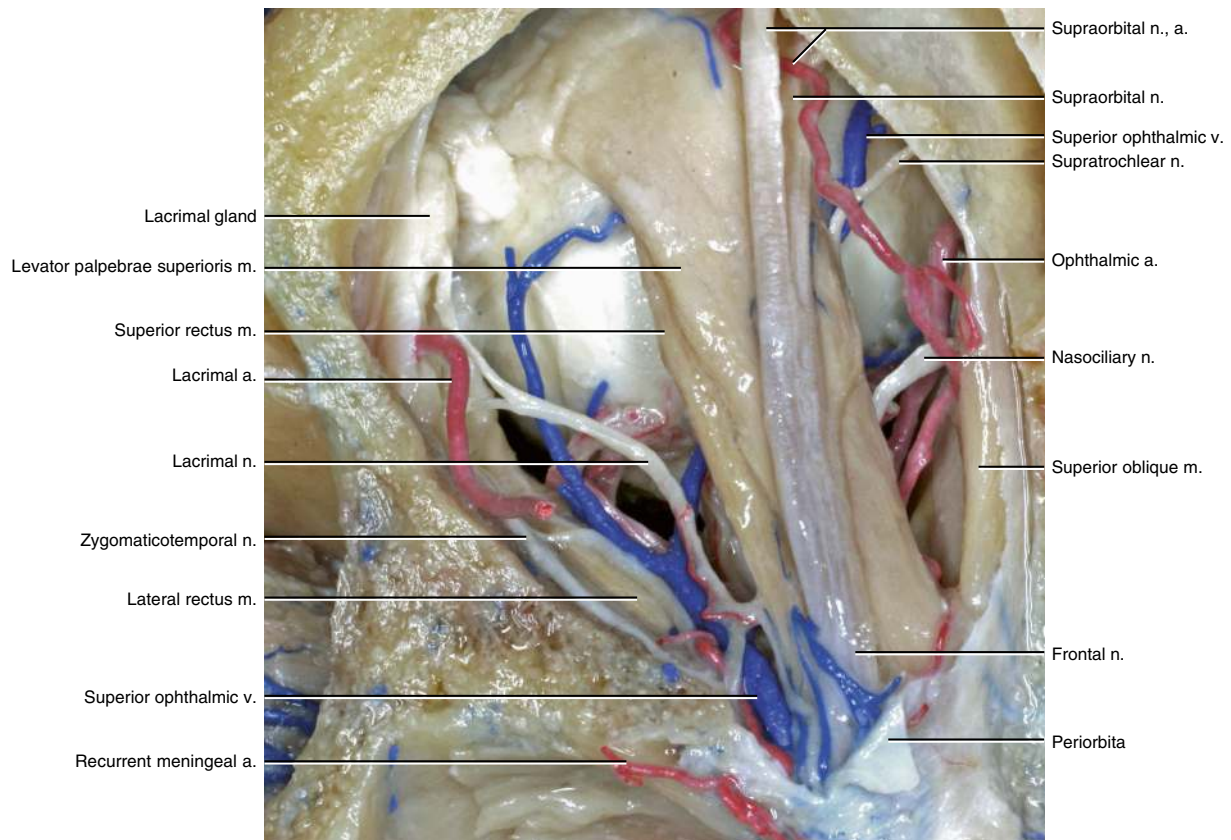 Lacrimal gland
Levator palpebrae superioris m.
Superior rectus m.
Lacrimal a.
Lacrimal n.
Zygomaticotemporal n.
Lateral rectus m.
Superior ophthalmic v.
Recurrent meningeal a.
Supraorbital n., a.
Supraorbital n.
Superior ophthalmic v.
Supratrochlear n.
Ophthalmic a.
Nasociliary n.
Superior oblique m.
Frontal n.
Periorbita